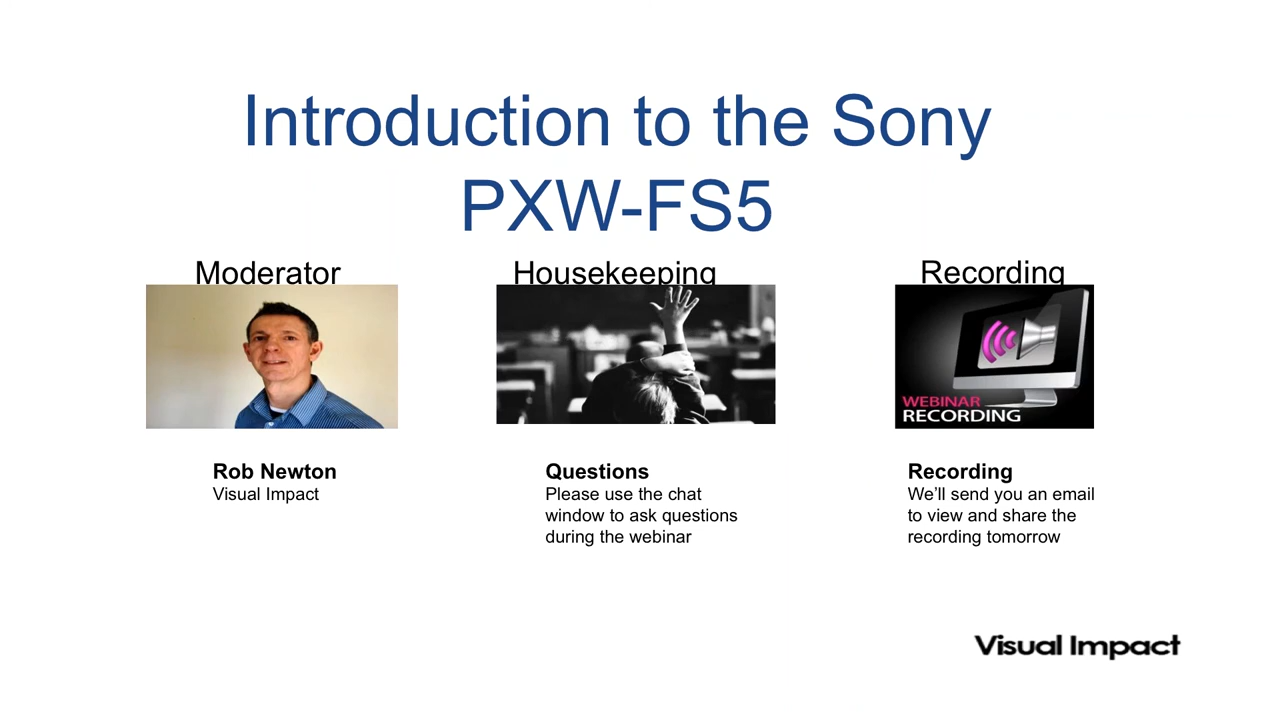 Introduction to the Sony
PXW-FS5
Moderator
Housekeeping
Recording
WEBINAR
RECORDING
Rob Newton
Visual Impact
Questions
Please use the chat
window to ask questions
during the webinar
Recording
We’ll send you an email
to view and share the
recording tomorrow
Visual Impact